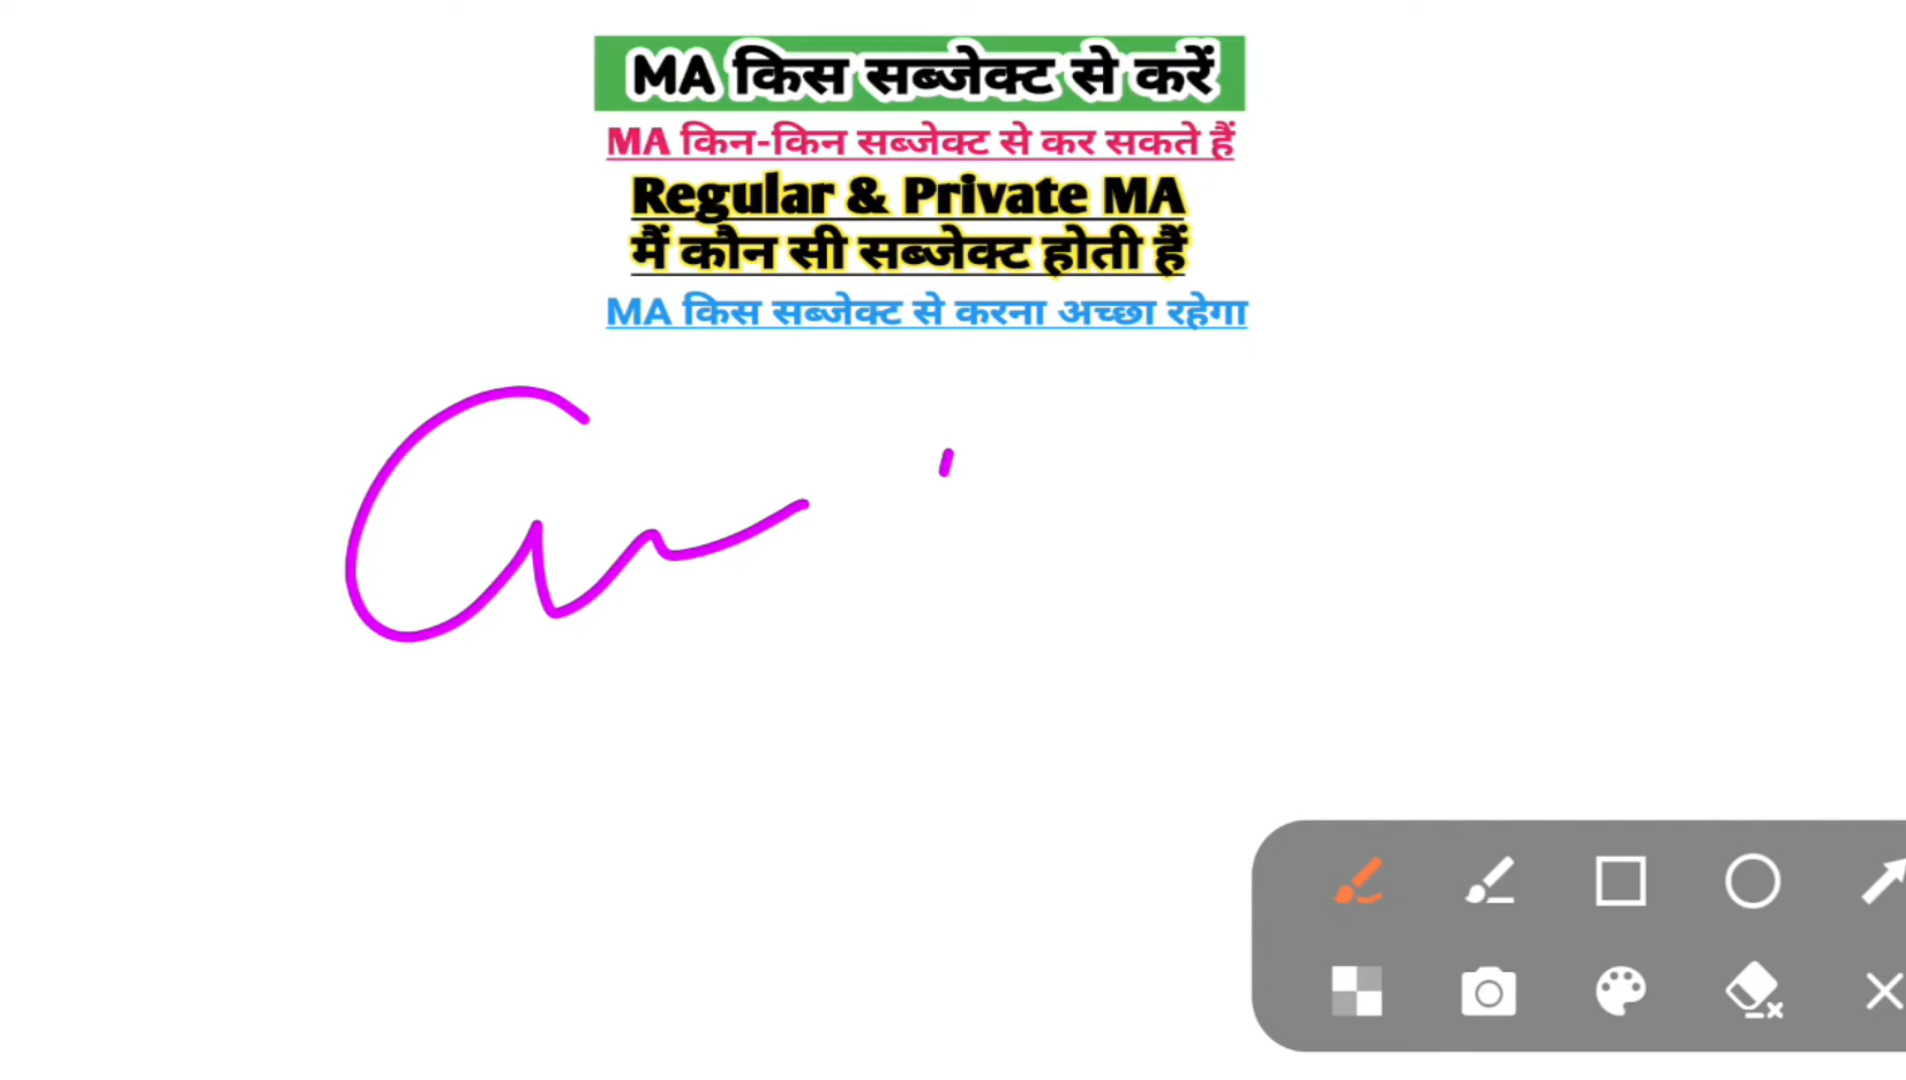 MA किस सब्जेक्ट से करें
MA किन-किन सब्जेक्ट से कर सकते हैं
Regular & Private MA
मैं कौन सी सब्जेक्ट होती हैं
MA किस सब्जेक्ट से करना अच्छा रहेगा